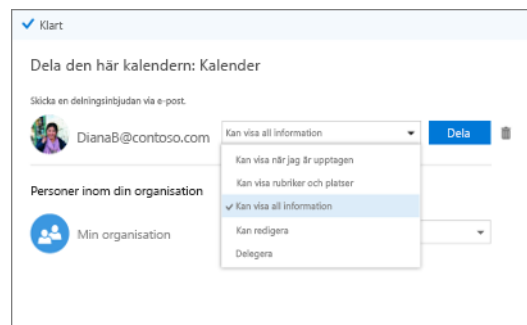 Klart
Dela den här kalendern: Kalender
Skicka en delningsinbjudan via e-post.
DianaB@contoso.com
Kan visa all information
Dela
Kan visa när jag är upptagen
Kan visa rubriker och platser
Kan visa all information
Kan redigera
Delegera
Personer inom din organisation
Min organisation